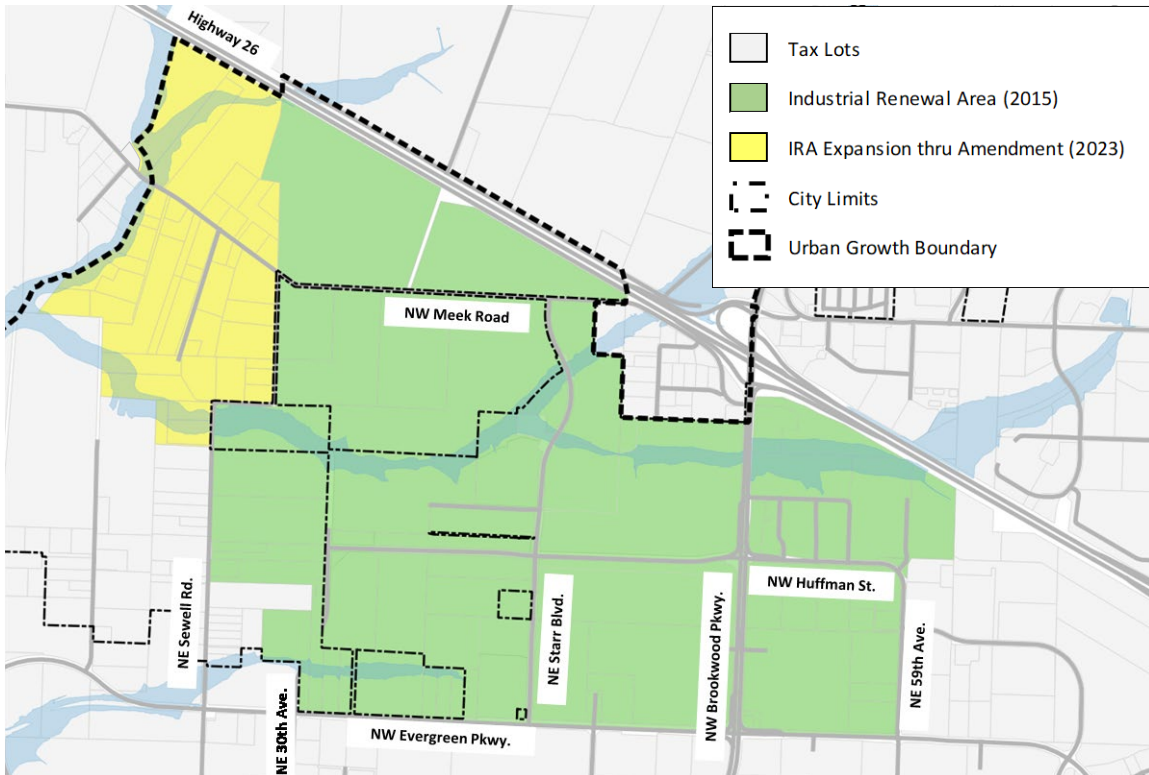 Highway 26
Tax Lots
Industrial Renewal Area (2015)
IRA Expansion thru Amendment (2023)
City Limits
Urban Growth Boundary
NW Meek Road
NW Huffman St.
NE Sewell Rd.
NE Starr Blvd.
NW Brookwood Pkwy.
NE 59th Ave.
NE 30th Ave.
NW Evergreen Pkwy.